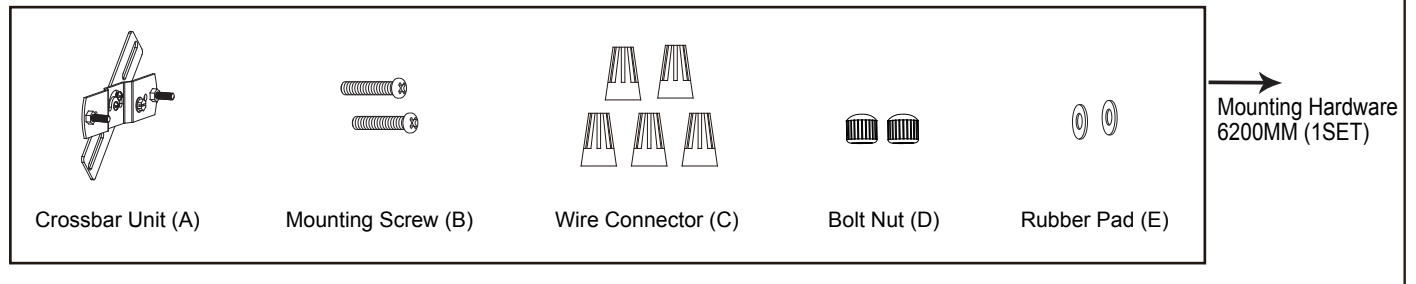 Crossbar Unit (A)
Mounting Screw (B)
Wire Connector (C)
Bolt Nut (D)
Rubber Pad (E)
Mounting Hardware
6200MM (1SET)